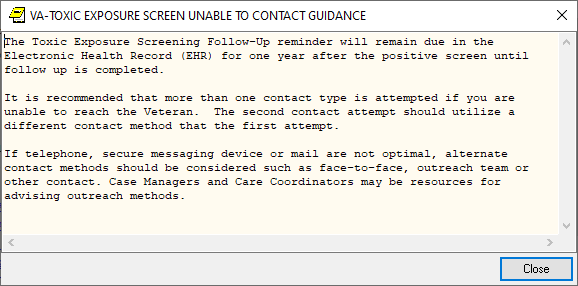 VA-TOXIC EXPOSURE SCREEN UNABLE TO CONTACT GUIDANCE
The Toxic Exposure Screening Follow-Up reminder will remain due in the
Electronic Health Record (EHR) for one year after the positive screen until
follow up is completed.
It is recommended that more than one contact type is attempted if you are
unable to reach the Veteran.  The second contact attempt should utilize a
different contact method that the first attempt.
If telephone, secure messaging device or mail are not optimal, alternate
contact methods should be considered such as face-to-face, outreach team or
other contact. Case Managers and Care Coordinators may be resources for
advising outreach methods.
Close